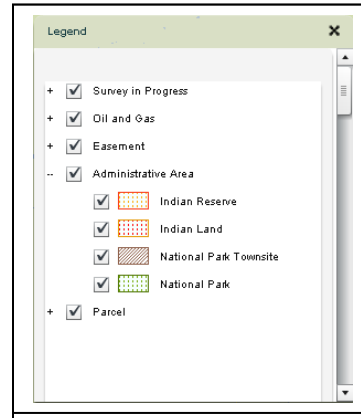 Legend
Survey in Progress
Oil and Gas
Easement
Administrative Area
Indian Reserve
Indian Land
National Park Townsite
National Park
Parcel